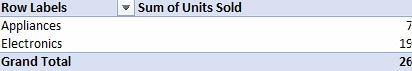 Row Labels Sum of Units Sold
Appliances 7
Electronics 19
Grand Total 26